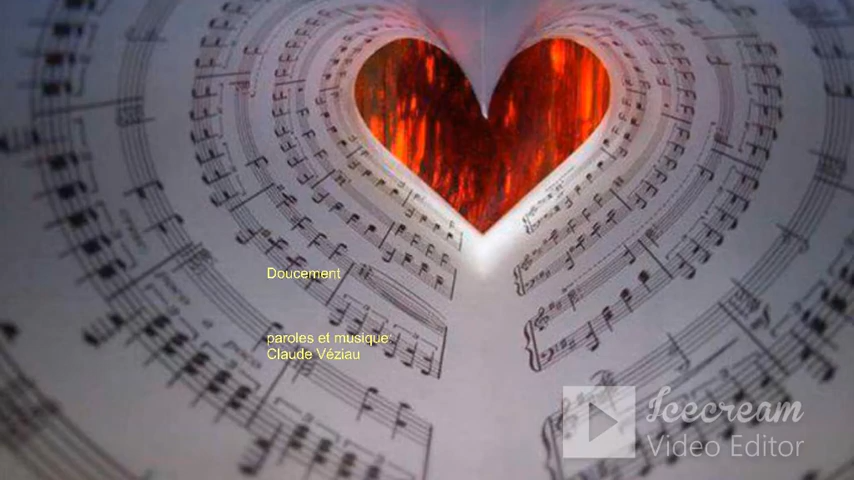 Doucement
paroles et musique:
Claude Véziau
Icecream
Video Editor